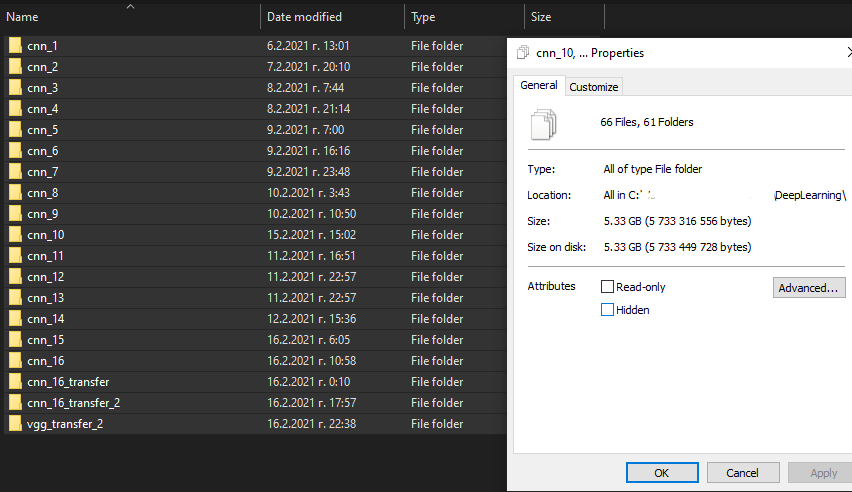 Name Date modified Type Size
cnn_1 6.2.2021 г. 13:01 File folder
cnn_2 7.2.2021 г. 20:10 File folder
cnn_3 8.2.2021 г. 7:44 File folder
cnn_4 8.2.2021 г. 21:14 File folder
cnn_5 9.2.2021 г. 7:00 File folder
cnn_6 9.2.2021 г. 16:16 File folder
cnn_7 9.2.2021 г. 23:48 File folder
cnn_8 10.2.2021 г. 3:43 File folder
cnn_9 10.2.2021 г. 10:50 File folder
cnn_10 15.2.2021 г. 15:02 File folder
cnn_11 11.2.2021 г. 16:51 File folder
cnn_12 11.2.2021 г. 22:57 File folder
cnn_13 11.2.2021 г. 22:57 File folder
cnn_14 12.2.2021 г. 15:36 File folder
cnn_15 16.2.2021 г. 6:05 File folder
cnn_16 16.2.2021 г. 10:58 File folder
cnn_16_transfer 16.2.2021 г. 0:10 File folder
cnn_16_transfer_2 16.2.2021 г. 17:57 File folder
vgg_transfer_2 16.2.2021 г. 22:38 File folder
cnn_10, ... Properties
General Customize
66 Files, 61 Folders
Type: All of type File folder
Location: All in C:\ \DeepLearning\
Size: 5.33 GB (5 733 316 556 bytes)
Size on disk: 5.33 GB (5 733 449 728 bytes)
Attributes Read-only Advanced...
Hidden
OK Cancel Apply